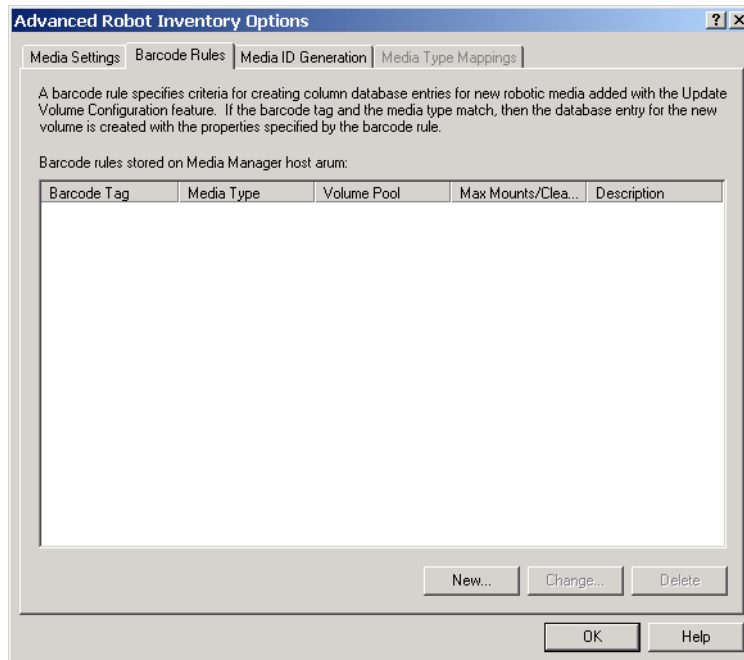 Advanced Robot Inventory Options
Media Settings Barcode Rules Media ID Generation Media Type Mappings
A barcode rule specifies criteria for creating column database entries for new robotic media added with the Update
Volume Configuration feature. If the barcode tag and the media type match, then the database entry for the new
volume is created with the properties specified by the barcode rule.
Barcode rules stored on Media Manager host arum:
Barcode Tag Media Type Volume Pool Max Mounts/Clea... Description
New... Change... Delete
OK Help